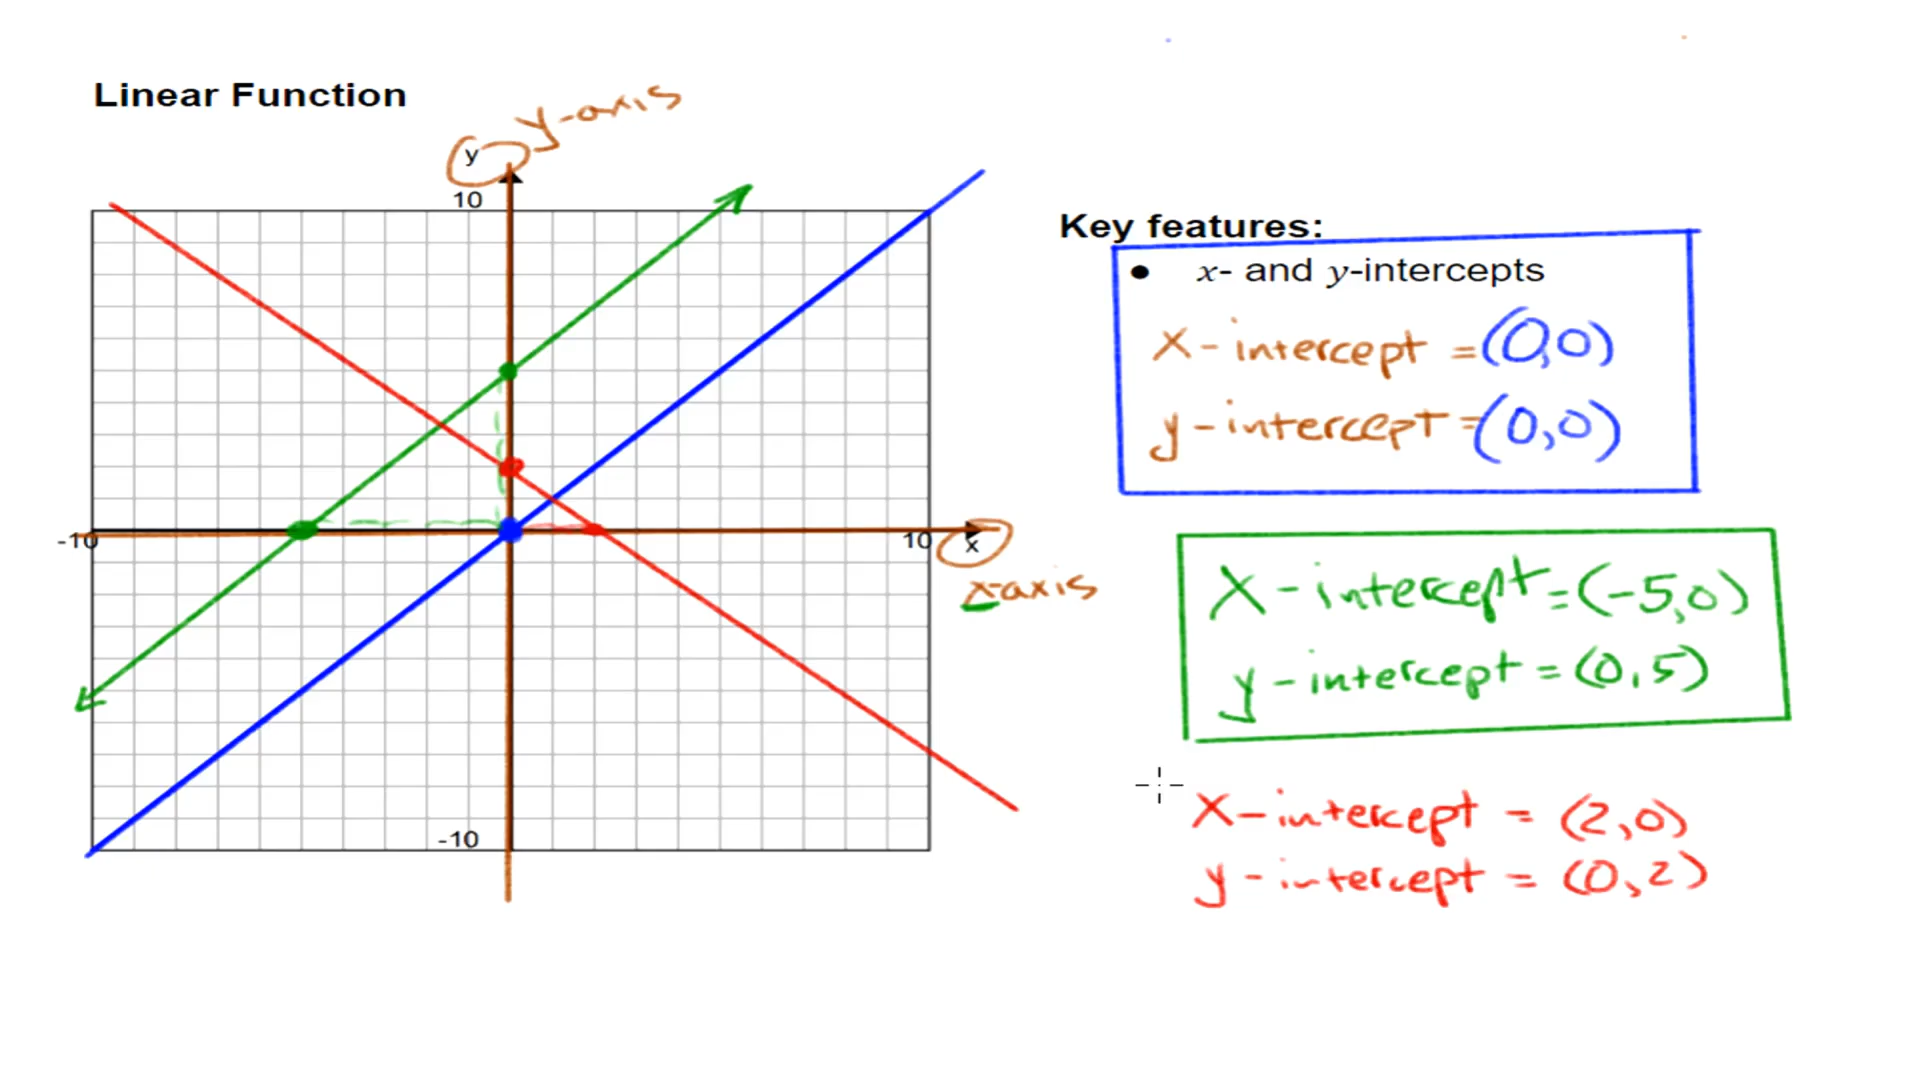 Linear Function
y-axis
y
10
-10
10
x
x-axis
-10
Key features:
● x- and y-intercepts
x-intercept =(0,0)
y-intercept=(0,0)
x-intercept=(-5,0)
y-intercept=(0,5)
x-intercept = (2,0)
y-intercept = (0,2)